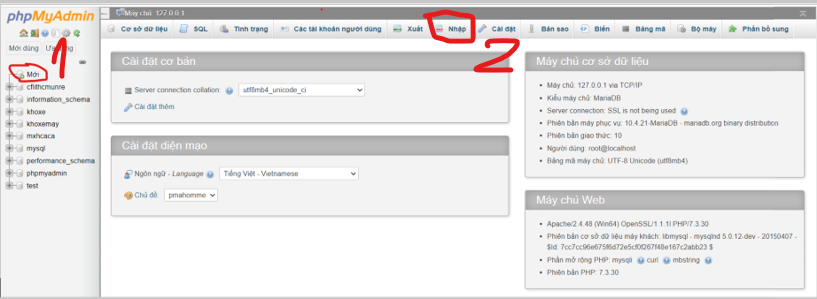 phpMyAdmin
Máy chủ: 127.0.0.1
Cơ sở dữ liệu SQL Tình trạng Các tài khoản người dùng Xuất Nhập Cài đặt Bản sao Biến Bảng mã Bộ máy Phần bổ sung
1
2
Mới dùng Ưa
Mới
cfithcmunre
information_schema
khoxe
khoxemay
mxhcaca
mysql
performance_schema
phpmyadmin
test
Cài đặt cơ bản
Server connection collation: utf8mb4_unicode_ci
Cài đặt thêm
Cài đặt diện mạo
Ngôn ngữ - Language Tiếng Việt - Vietnamese
Chủ đề: pmahomme
Máy chủ cơ sở dữ liệu
Máy chủ: 127.0.0.1 via TCP/IP
Kiểu máy chủ: MariaDB
Server connection: SSL is not being used
Phiên bản máy phục vụ: 10.4.21-MariaDB - mariadb.org binary distribution
Phiên bản giao thức: 10
Người dùng: root@localhost
Bảng mã máy chủ: UTF-8 Unicode (utf8mb4)
Máy chủ Web
Apache/2.4.48 (Win64) OpenSSL/1.1.1l PHP/7.3.30
Phiên bản cơ sở dữ liệu máy khách: libmysql - mysqlnd 5.0.12-dev - 20150407 -
$Id: 7cc7cc96e675f6d72e5cf0f267f48e167c2abb23 $
Phần mở rộng PHP: mysqli curl mbstring
Phiên bản PHP: 7.3.30